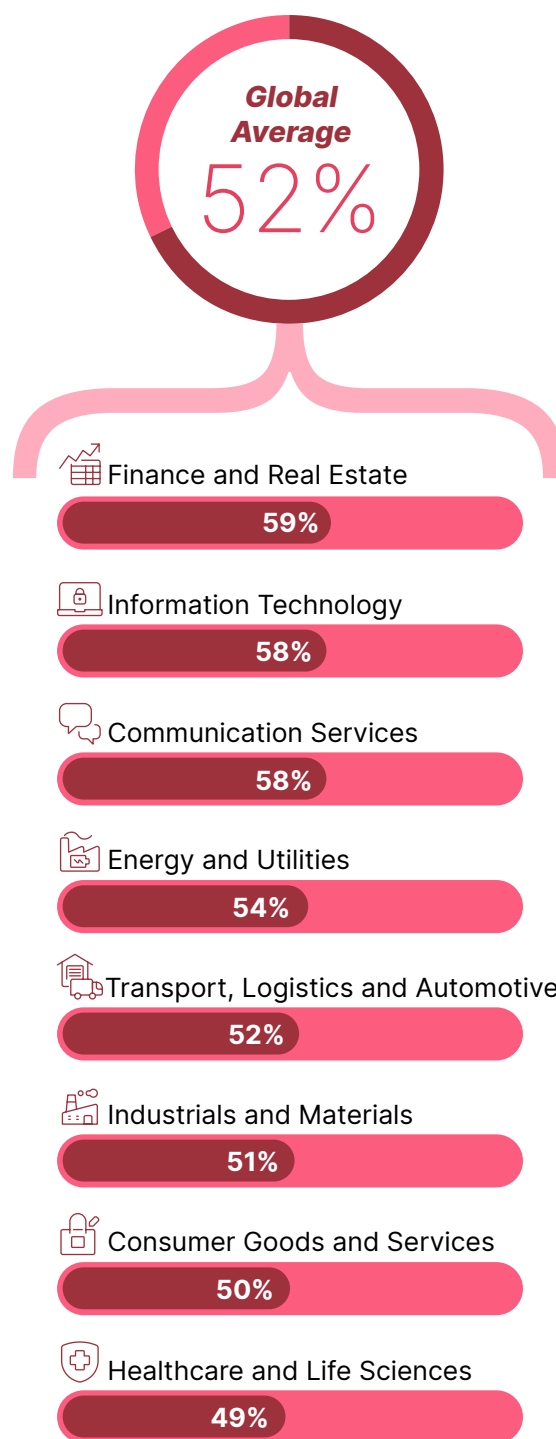 Global
Average
52%
Finance and Real Estate
59%
Information Technology
58%
Communication Services
58%
Energy and Utilities
54%
Transport, Logistics and Automotive
52%
Industrials and Materials
51%
Consumer Goods and Services
50%
Healthcare and Life Sciences
49%